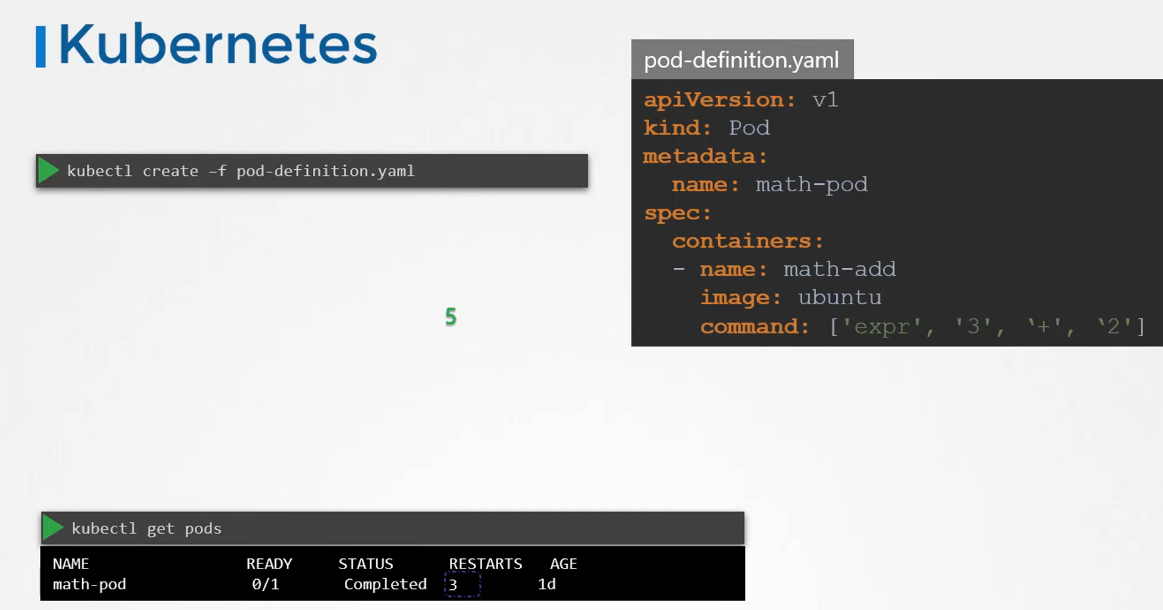 Kubernetes
pod-definition.yaml
apiVersion: v1
kind: Pod
metadata:
  name: math-pod
spec:
  containers:
  - name: math-add
    image: ubuntu
    command: ['expr', '3', ‘+', ‘2']
kubectl create –f pod-definition.yaml
5
kubectl get pods
NAME READY STATUS RESTARTS AGE
math-pod 0/1 Completed 3 1d